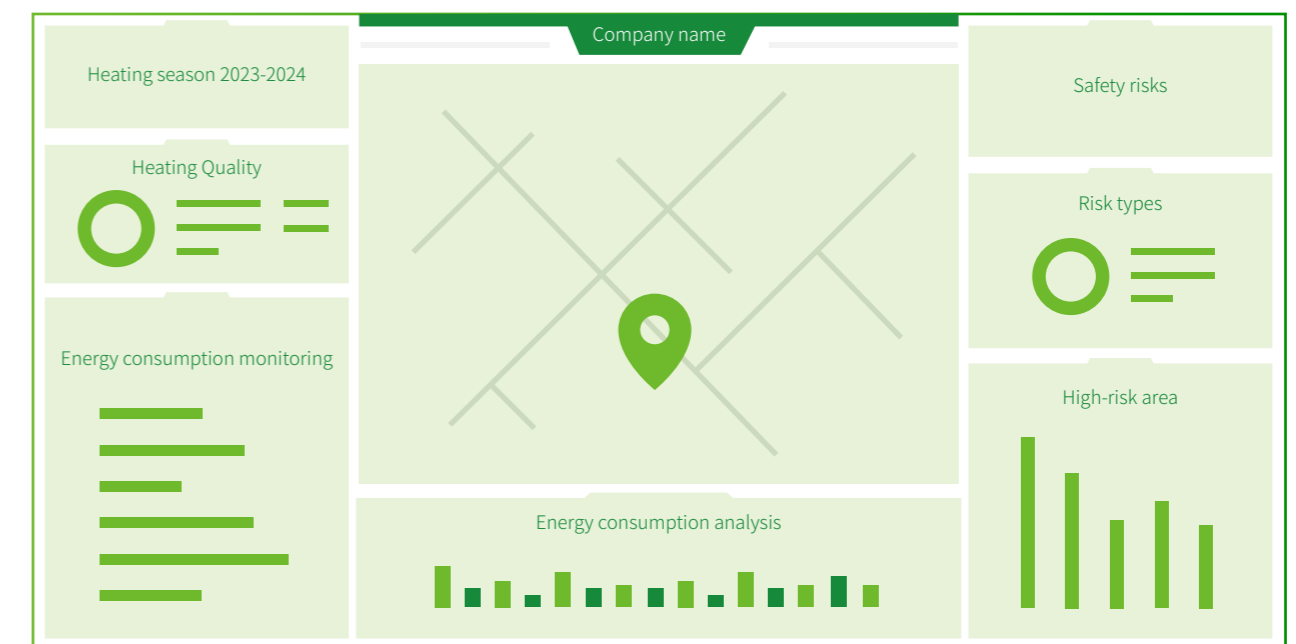 Company name
Heating season 2023-2024
Heating Quality
Energy consumption monitoring
Energy consumption analysis
Safety risks
Risk types
High-risk area